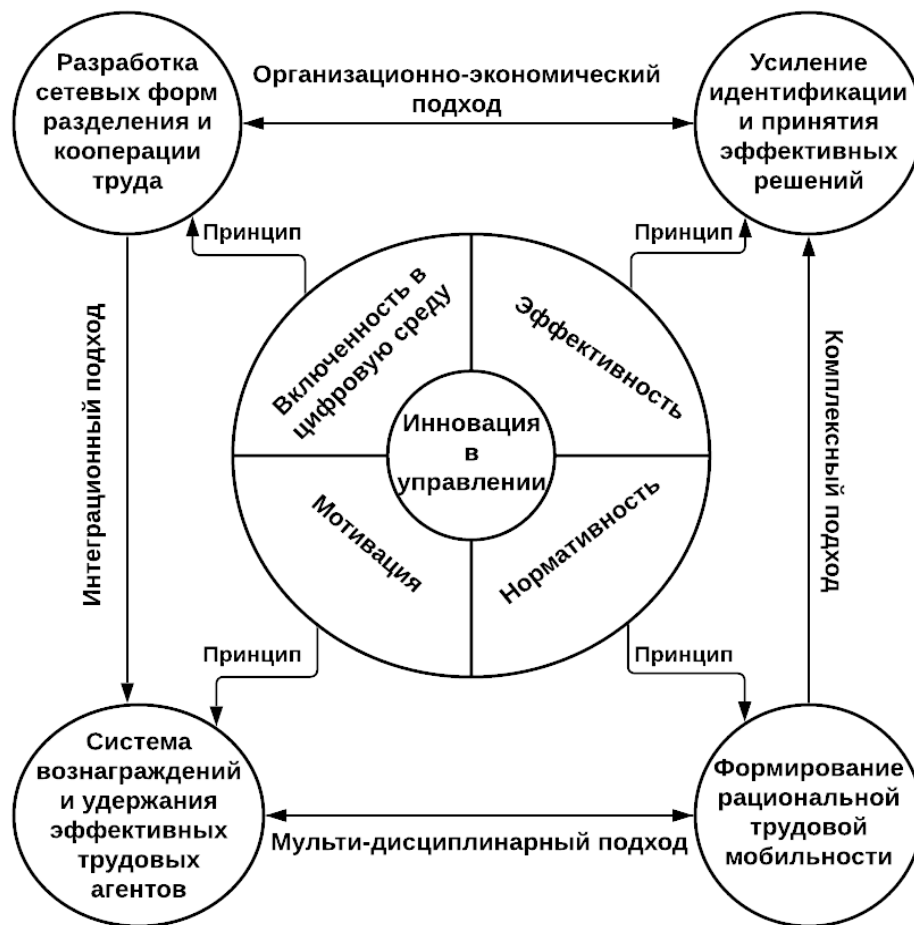 Разработка
сетевых форм
разделения и
кооперации
труда
Организационно-экономический
подход
Усиление
идентификации
и принятия
эффективных
решений
Принцип
Принцип
Включенность в
цифровую среду
Эффективность
Инновация
в
управлении
Мотивация
Нормативность
Интеграционный подход
Комплексный подход
Принцип
Принцип
Система
вознаграждений
и удержания
эффективных
трудовых
агентов
Мульти-дисциплинарный подход
Формирование
рациональной
трудовой
мобильности